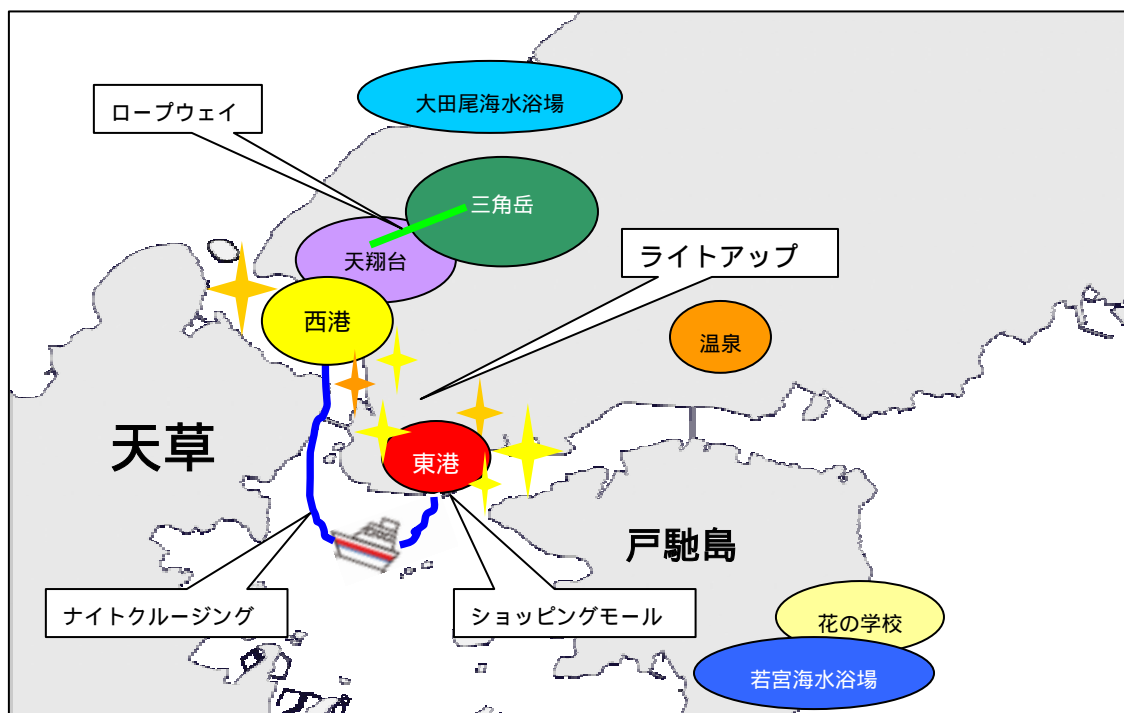 大田尾海水浴場
ロープウェイ
三角岳
ライトアップ
天翔台
西港
温泉
天草
東港
戸馳島
ナイトクルージング
ショッピングモール
花の学校
若宮海水浴場